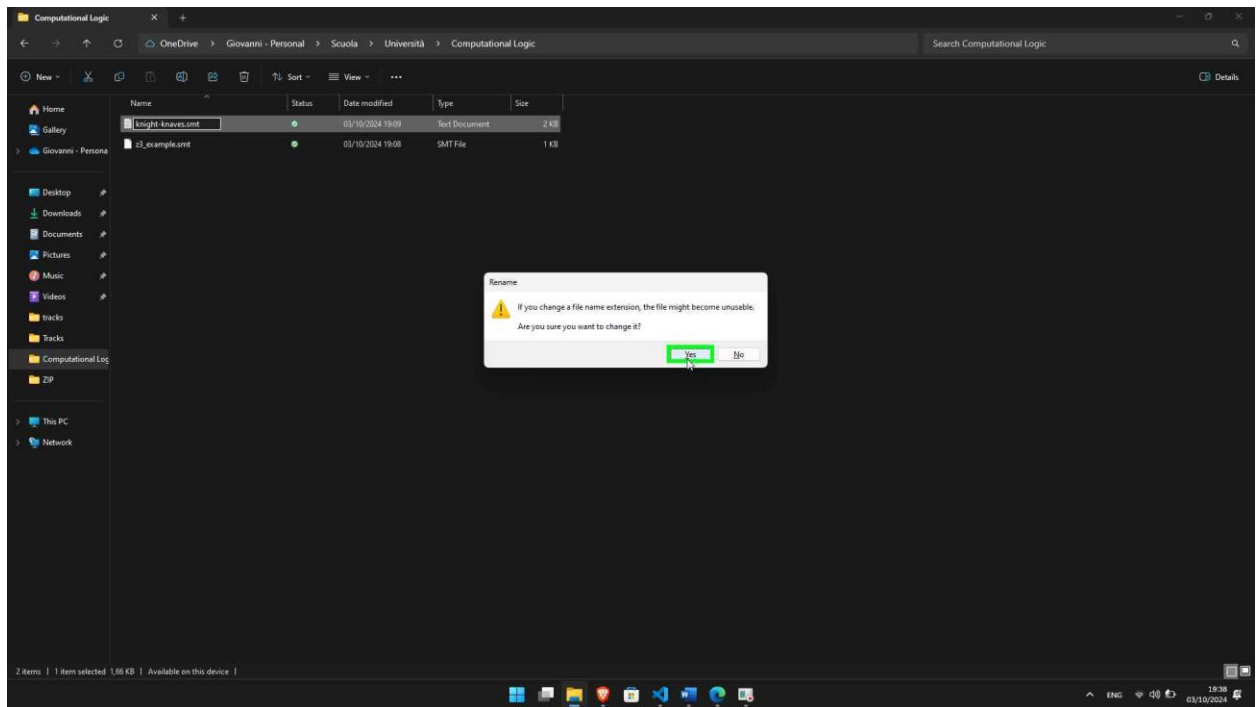 Computational Logic
OneDrive > Giovanni - Personal > Scuola > Università > Computational Logic
Search Computational Logic
New
Sort
View
Details
Name Status Date modified Type Size
knight-knaves.smt 03/10/2024 19:09 Text Document 2 KB
z3_example.smt 03/10/2024 19:08 SMT File 1 KB
Home
Gallery
Giovanni - Persona
Desktop
Downloads
Documents
Pictures
Music
Videos
tracks
Tracks
Computational Log
ZIP
This PC
Network
Rename
If you change a file name extension, the file might become unusable.
Are you sure you want to change it?
Yes No
2 items | 1 item selected 1,66 KB | Available on this device |
ENG 19:38
03/10/2024